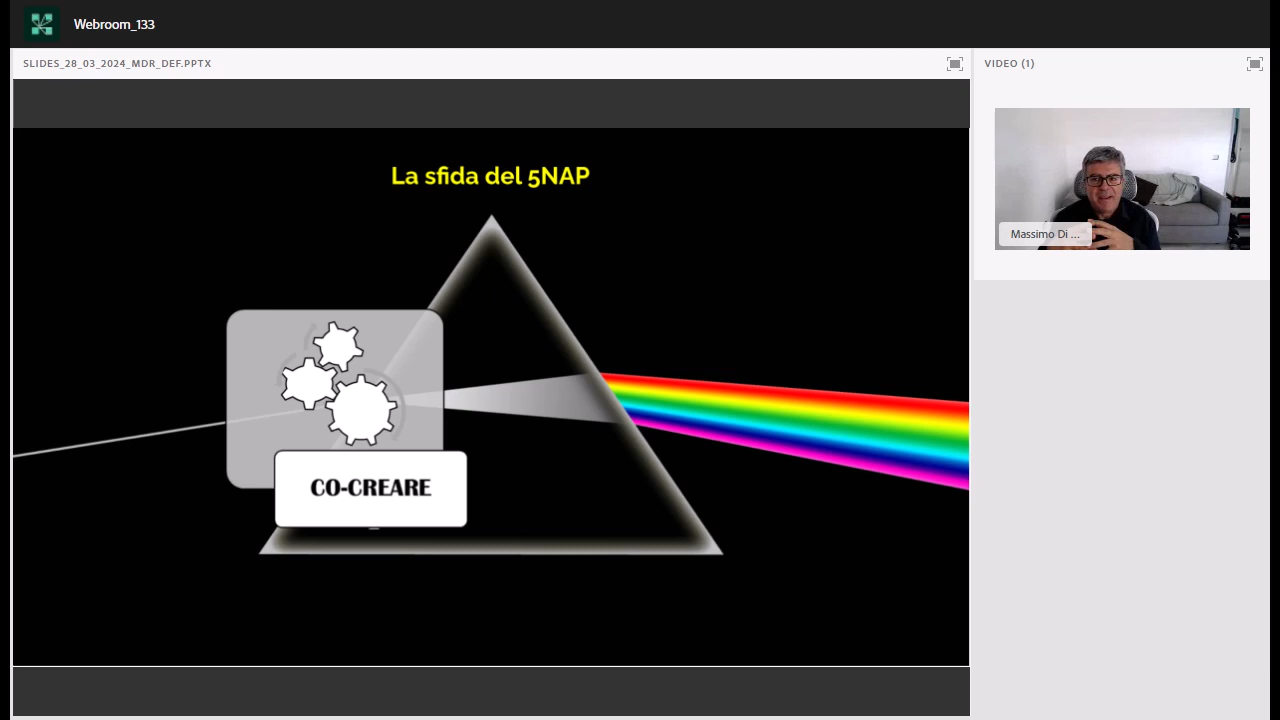 Webroom_133
SLIDES_28_03_2024_MDR_DEF.PPTX
VIDEO (1)
La sfida del 5NAP
Massimo Di ...
CO-CREARE